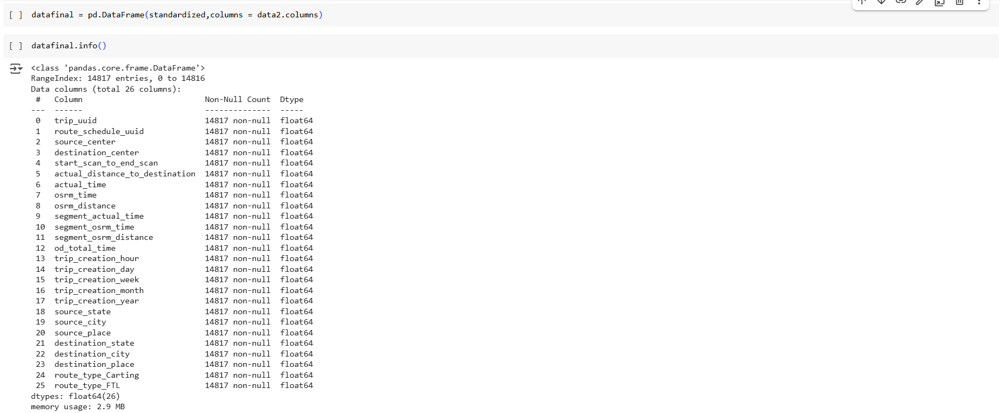 [ ] datafinal = pd.DataFrame(standardized,columns = data2.columns)
[ ] datafinal.info()
<class 'pandas.core.frame.DataFrame'>
RangeIndex: 14817 entries, 0 to 14816
Data columns (total 26 columns):
 #   Column                          Non-Null Count  Dtype
---  ------                          --------------  -----
 0   trip_uuid                       14817 non-null  float64
 1   route_schedule_uuid             14817 non-null  float64
 2   source_center                   14817 non-null  float64
 3   destination_center              14817 non-null  float64
 4   start_scan_to_end_scan          14817 non-null  float64
 5   actual_distance_to_destination  14817 non-null  float64
 6   actual_time                     14817 non-null  float64
 7   osrm_time                       14817 non-null  float64
 8   osrm_distance                   14817 non-null  float64
 9   segment_actual_time             14817 non-null  float64
 10  segment_osrm_time               14817 non-null  float64
 11  segment_osrm_distance           14817 non-null  float64
 12  od_total_time                   14817 non-null  float64
 13  trip_creation_hour              14817 non-null  float64
 14  trip_creation_day               14817 non-null  float64
 15  trip_creation_week              14817 non-null  float64
 16  trip_creation_month             14817 non-null  float64
 17  trip_creation_year              14817 non-null  float64
 18  source_state                    14817 non-null  float64
 19  source_city                     14817 non-null  float64
 20  source_place                    14817 non-null  float64
 21  destination_state               14817 non-null  float64
 22  destination_city                14817 non-null  float64
 23  destination_place               14817 non-null  float64
 24  route_type_Carting              14817 non-null  float64
 25  route_type_FTL                  14817 non-null  float64
dtypes: float64(26)
memory usage: 2.9 MB